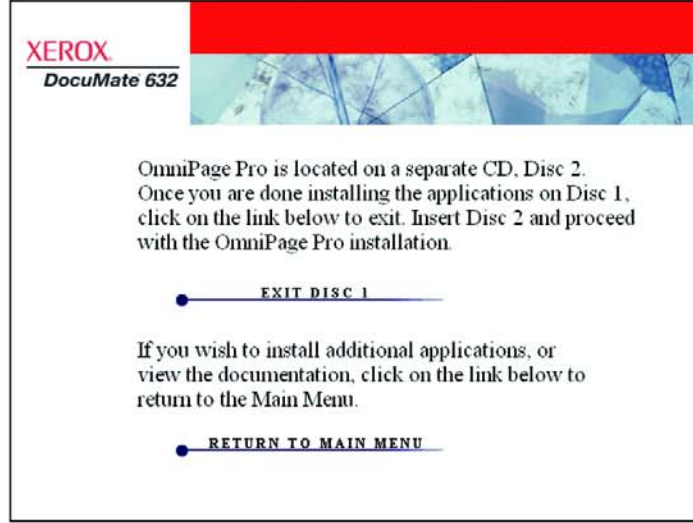 XEROX.
DocuMate 632
OmniPage Pro is located on a separate CD, Disc 2.
Once you are done installing the applications on Disc 1,
click on the link below to exit. Insert Disc 2 and proceed
with the OmniPage Pro installation.
EXIT DISC 1
If you wish to install additional applications, or
view the documentation, click on the link below to
return to the Main Menu.
RETURN TO MAIN MENU